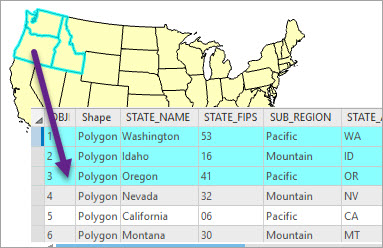 OBJ Shape STATE_NAME STATE_FIPS SUB_REGION STATE_A
1 Polygon Washington 53 Pacific WA
2 Polygon Idaho 16 Mountain ID
3 Polygon Oregon 41 Pacific OR
4 Polygon Nevada 32 Mountain NV
5 Polygon California 06 Pacific CA
6 Polygon Montana 30 Mountain MT